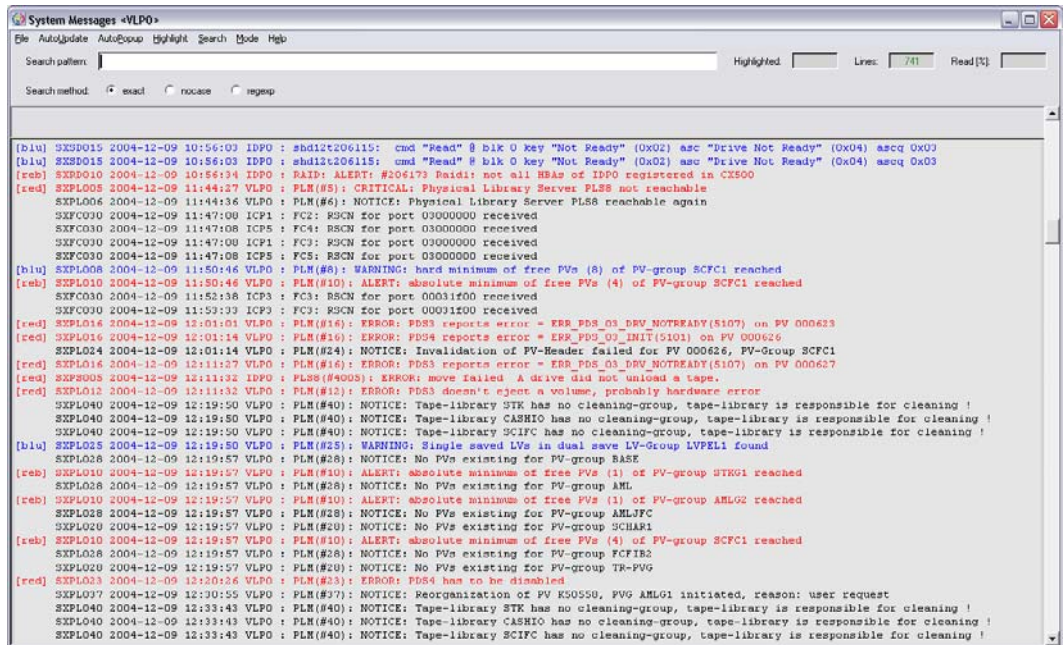 System Messages <VLP0>
File AutoUpdate AutoPopup Highlight Search Mode Help
Search pattern: Highlighted: Lines: 741 Read [%]:
Search method: exact nocase regexp
[blu] SXSD015 2004-12-09 10:56:03 IDP0 : shd12t206115: cmd "Read" @ blk 0 key "Not Ready" (0x02) asc "Drive Not Ready" (0x04) ascq 0x03
[blu] SXSD015 2004-12-09 10:56:03 IDP0 : shd12t206115: cmd "Read" @ blk 0 key "Not Ready" (0x02) asc "Drive Not Ready" (0x04) ascq 0x03
[reb] SXRD010 2004-12-09 10:56:34 IDP0 : RAID: ALERT: #206173 Raid1: not all HBAs of IDP0 registered in CX500
[red] SXPL005 2004-12-09 11:44:27 VLP0 : PLM(#5): CRITICAL: Physical Library Server PLS8 not reachable
SXPL006 2004-12-09 11:44:36 VLP0 : PLM(#6): NOTICE: Physical Library Server PLS8 reachable again
SXFC030 2004-12-09 11:47:08 ICP1 : FC2: RSCN for port 03000000 received
SXFC030 2004-12-09 11:47:08 ICP5 : FC4: RSCN for port 03000000 received
SXFC030 2004-12-09 11:47:08 ICP1 : FC3: RSCN for port 03000000 received
SXFC030 2004-12-09 11:47:08 ICP5 : FC5: RSCN for port 03000000 received
[blu] SXPL008 2004-12-09 11:50:46 VLP0 : PLM(#8): WARNING: hard minimum of free PVs (8) of PV-group SCFC1 reached
[reb] SXPL010 2004-12-09 11:50:46 VLP0 : PLM(#10): ALERT: absolute minimum of free PVs (4) of PV-group SCFC1 reached
SXFC030 2004-12-09 11:52:38 ICP3 : FC3: RSCN for port 00031f00 received
SXFC030 2004-12-09 11:53:33 ICP3 : FC3: RSCN for port 00031f00 received
[red] SXPL016 2004-12-09 12:01:01 VLP0 : PLM(#16): ERROR: PDS3 reports error = ERR_PDS_03_DRV_NOTREADY(5107) on PV 000623
[red] SXPL016 2004-12-09 12:01:14 VLP0 : PLM(#16): ERROR: PDS4 reports error = ERR_PDS_03_INIT(5101) on PV 000626
SXPL024 2004-12-09 12:01:14 VLP0 : PLM(#24): NOTICE: Invalidation of PV-Header failed for PV 000626, PV-Group SCFC1
[red] SXPL016 2004-12-09 12:11:27 VLP0 : PLM(#16): ERROR: PDS3 reports error = ERR_PDS_03_DRV_NOTREADY(5107) on PV 000627
[red] SXPS005 2004-12-09 12:11:32 IDP0 : PLS8(#4005): ERROR: move failed A drive did not unload a tape.
[red] SXPL012 2004-12-09 12:11:32 VLP0 : PLM(#12): ERROR: PDS3 doesn't eject a volume, probably hardware error
SXPL040 2004-12-09 12:19:50 VLP0 : PLM(#40): NOTICE: Tape-library STK has no cleaning-group, tape-library is responsible for cleaning !
SXPL040 2004-12-09 12:19:50 VLP0 : PLM(#40): NOTICE: Tape-library CASHIO has no cleaning-group, tape-library is responsible for cleaning !
SXPL040 2004-12-09 12:19:50 VLP0 : PLM(#40): NOTICE: Tape-library SCIFC has no cleaning-group, tape-library is responsible for cleaning !
[blu] SXPL025 2004-12-09 12:19:50 VLP0 : PLM(#25): WARNING: Single saved LVs in dual save LV-Group LVPEL1 found
SXPL028 2004-12-09 12:19:57 VLP0 : PLM(#28): NOTICE: No PVs existing for PV-group BASE
[reb] SXPL010 2004-12-09 12:19:57 VLP0 : PLM(#10): ALERT: absolute minimum of free PVs (1) of PV-group STKG1 reached
SXPL028 2004-12-09 12:19:57 VLP0 : PLM(#28): NOTICE: No PVs existing for PV-group AML
[reb] SXPL010 2004-12-09 12:19:57 VLP0 : PLM(#10): ALERT: absolute minimum of free PVs (1) of PV-group AMLG2 reached
SXPL028 2004-12-09 12:19:57 VLP0 : PLM(#28): NOTICE: No PVs existing for PV-group AMLJFC
SXPL028 2004-12-09 12:19:57 VLP0 : PLM(#28): NOTICE: No PVs existing for PV-group SCHAR1
[reb] SXPL010 2004-12-09 12:19:57 VLP0 : PLM(#10): ALERT: absolute minimum of free PVs (4) of PV-group SCFC1 reached
SXPL028 2004-12-09 12:19:57 VLP0 : PLM(#28): NOTICE: No PVs existing for PV-group FCFIB2
SXPL028 2004-12-09 12:19:57 VLP0 : PLM(#28): NOTICE: No PVs existing for PV-group TR-PVG
[red] SXPL023 2004-12-09 12:20:26 VLP0 : PLM(#23): ERROR: PDS4 has to be disabled
SXPL037 2004-12-09 12:30:55 VLP0 : PLM(#37): NOTICE: Reorganization of PV K50558, PVG AMLG1 initiated, reason: user request
SXPL040 2004-12-09 12:33:43 VLP0 : PLM(#40): NOTICE: Tape-library STK has no cleaning-group, tape-library is responsible for cleaning !
SXPL040 2004-12-09 12:33:43 VLP0 : PLM(#40): NOTICE: Tape-library CASHIO has no cleaning-group, tape-library is responsible for cleaning !
SXPL040 2004-12-09 12:33:43 VLP0 : PLM(#40): NOTICE: Tape-library SCIFC has no cleaning-group, tape-library is responsible for cleaning !